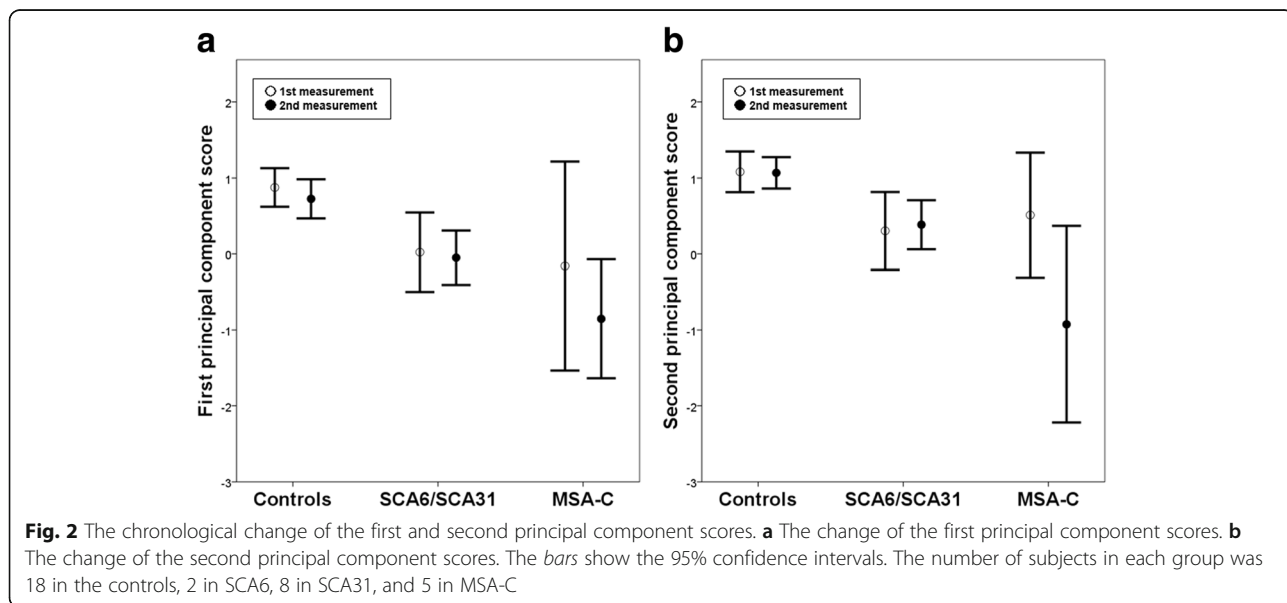 a
1st measurement
2nd measurement
First principal component score
2
1
0
-1
-2
-3
Controls SCA6/SCA31 MSA-C
b
1st measurement
2nd measurement
Second principal component score
2
1
0
-1
-2
-3
Controls SCA6/SCA31 MSA-C
Fig. 2 The chronological change of the first and second principal component scores. a The change of the first principal component scores. b
The change of the second principal component scores. The bars show the 95% confidence intervals. The number of subjects in each group was
18 in the controls, 2 in SCA6, 8 in SCA31, and 5 in MSA-C